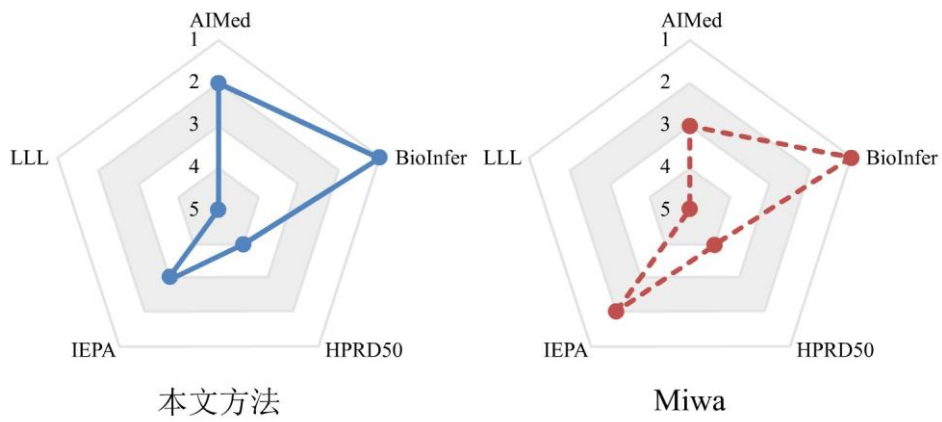 AIMed
1
2
3
4
5
LLL
BioInfer
IEPA
HPRD50
本文方法
AIMed
1
2
3
4
5
LLL
BioInfer
IEPA
HPRD50
Miwa